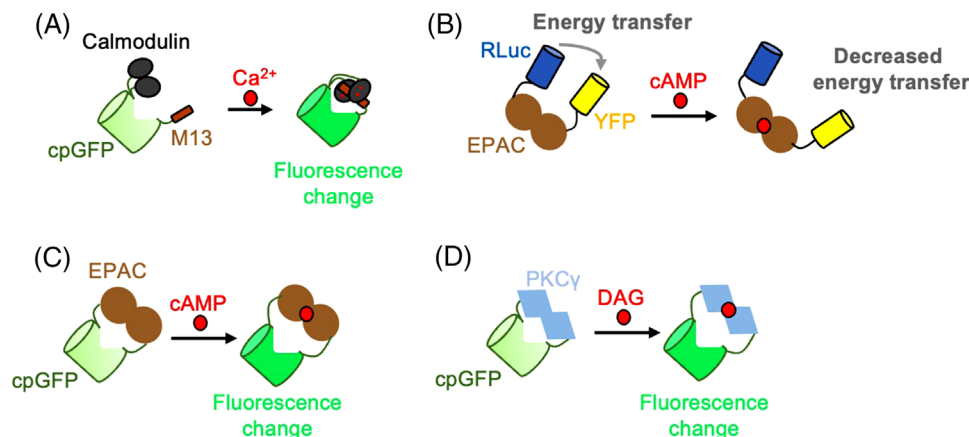 (A)
Calmodulin
Ca²⁺
M13
cpGFP
Fluorescence
change
(B)
Energy transfer
RLuc
cAMP
Decreased
energy transfer
YFP
EPAC
(C)
EPAC
cAMP
cpGFP
Fluorescence
change
(D)
PKCγ
DAG
cpGFP
Fluorescence
change